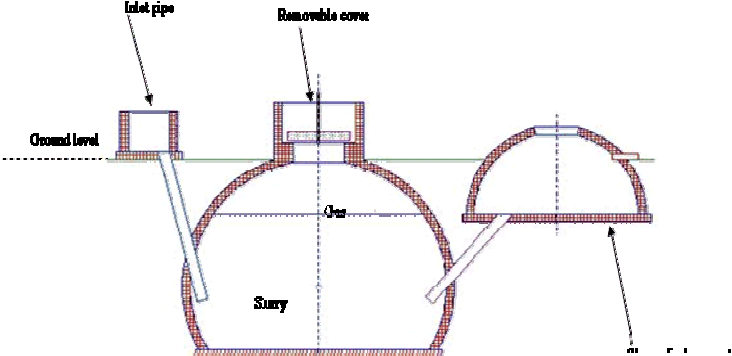 Inlet pipe
Removable cover
Ground level
Gas
Slurry